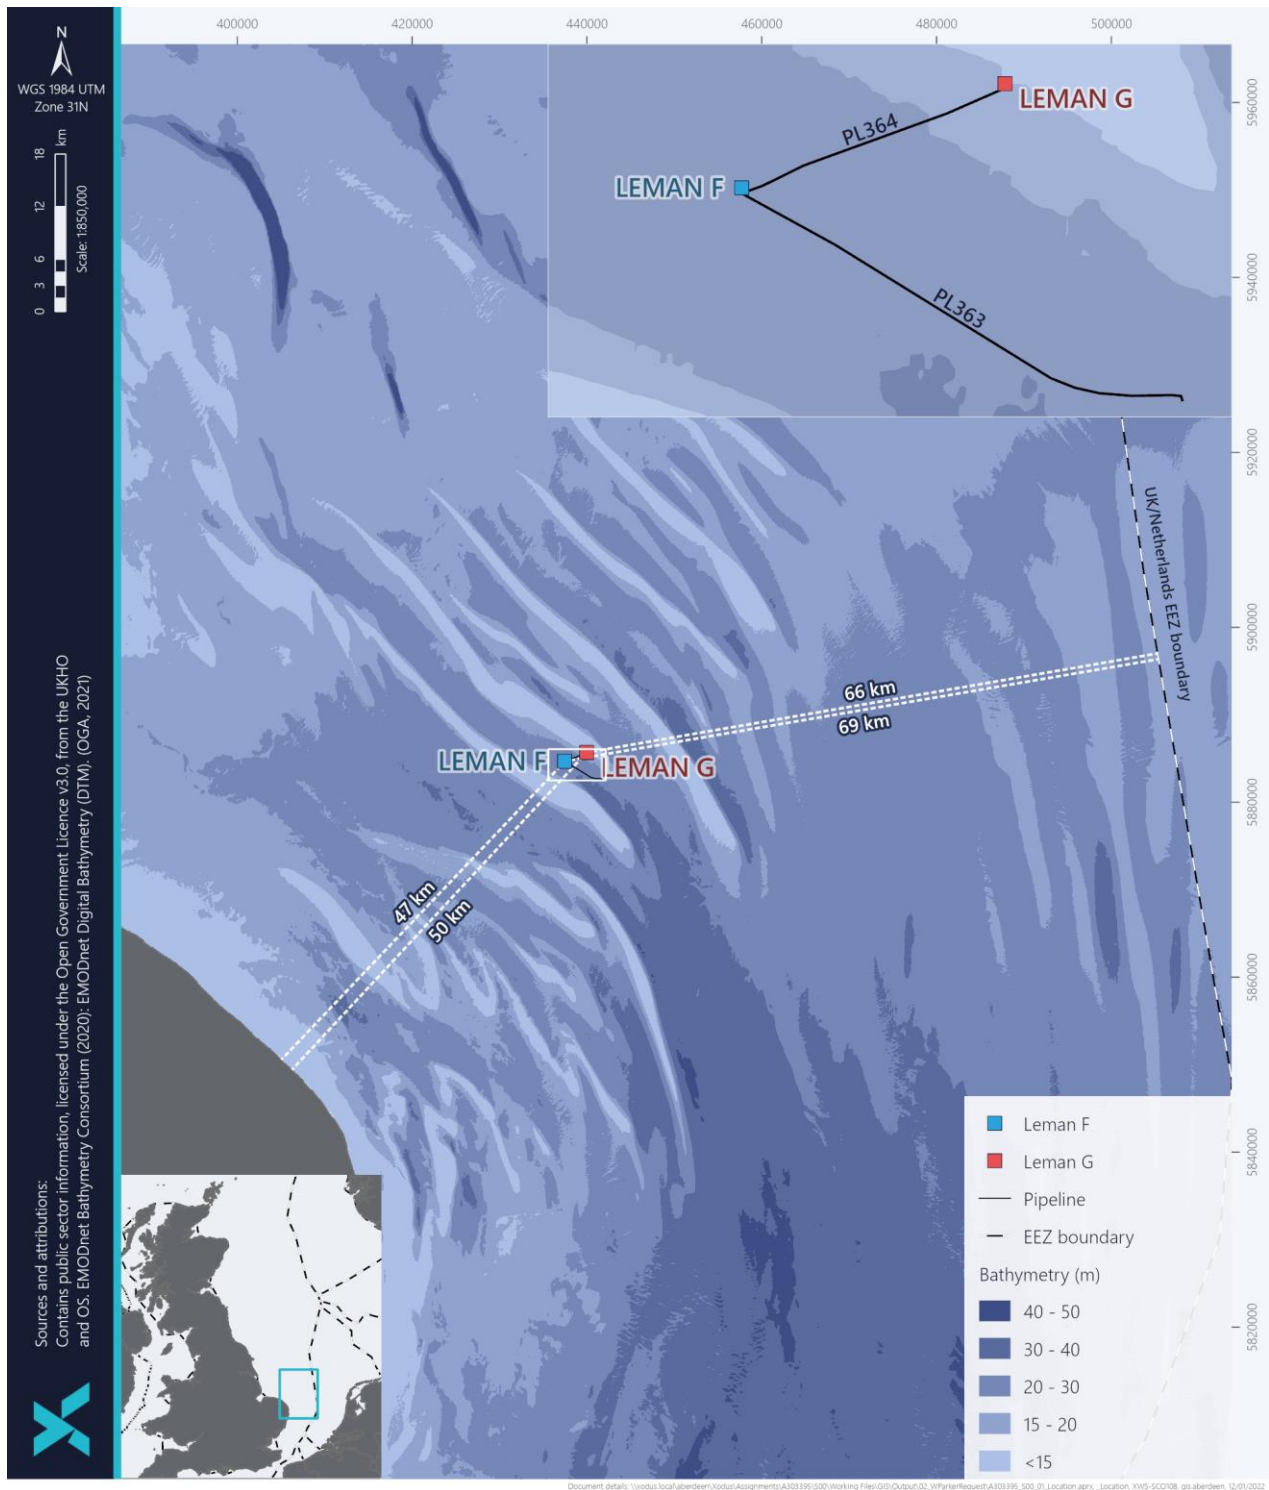 400000
420000
440000
460000
480000
500000
N
WGS 1984 UTM
Zone 31N
km
18
12
6
3
0
Scale: 1:850,000
LEMAN G
PL364
LEMAN F
PL363
5960000
5940000
5920000
5900000
5880000
5860000
5840000
5820000
UK/Netherlands EEZ boundary
66 km
69 km
LEMAN F
LEMAN G
47 km
50 km
Sources and attributions:
Contains public sector information, licensed under the Open Government Licence v3.0, from the UKHO
and OS. EMODnet Bathymetry Consortium (2020): EMODnet Digital Bathymetry (DTM). (OGA, 2021)
Leman F
Leman G
Pipeline
EEZ boundary
Bathymetry (m)
40 - 50
30 - 40
20 - 30
15 - 20
<15